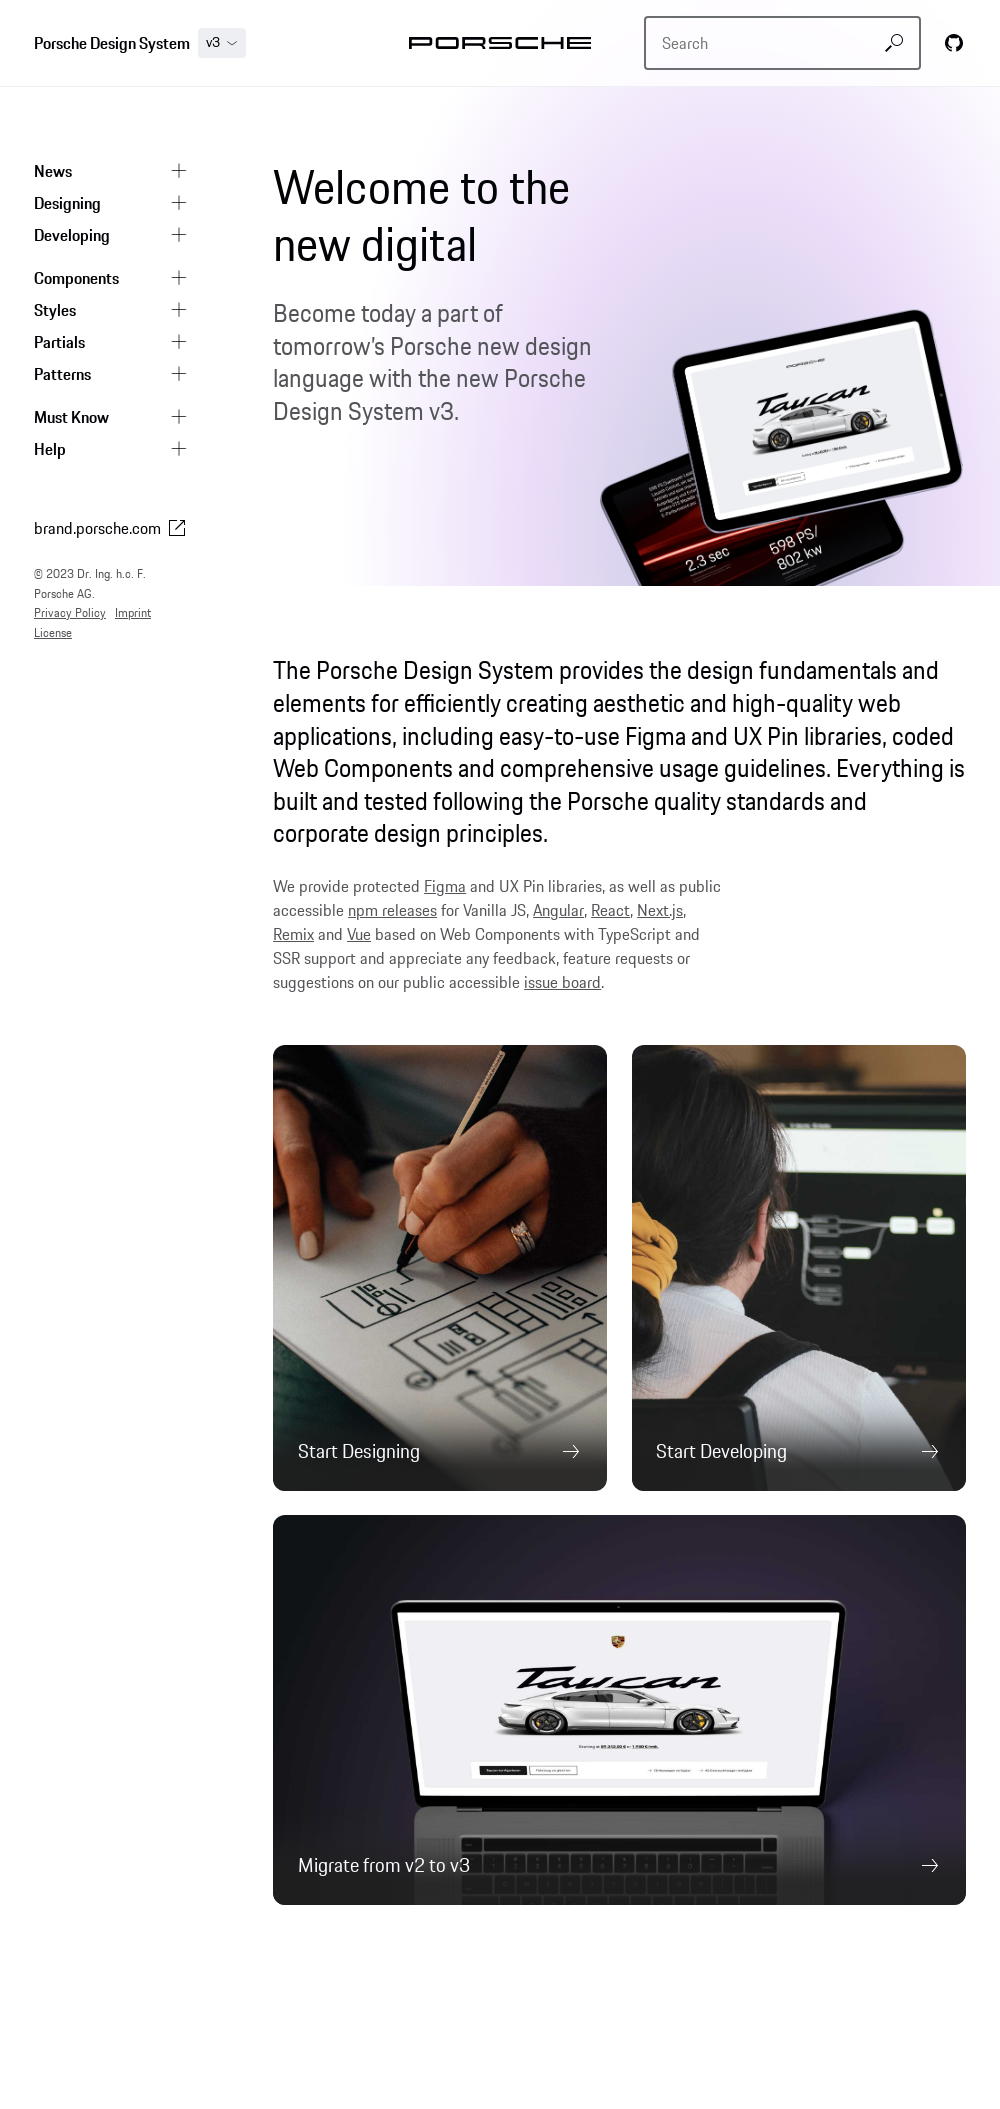 Porsche Design System
v3
PORSCHE
Search
News
Designing
Developing
Components
Styles
Partials
Patterns
Must Know
Help
brand.porsche.com
© 2023 Dr. Ing. h.c. F.
Porsche AG.
Privacy Policy Imprint
License
Welcome to the
new digital
Become today a part of
tomorrow’s Porsche new design
language with the new Porsche
Design System v3.
PORSCHE
Taycan
2.3 sec
598 PS/
802 kw
The Porsche Design System provides the design fundamentals and
elements for efficiently creating aesthetic and high-quality web
applications, including easy-to-use Figma and UX Pin libraries, coded
Web Components and comprehensive usage guidelines. Everything is
built and tested following the Porsche quality standards and
corporate design principles.
We provide protected Figma and UX Pin libraries, as well as public
accessible npm releases for Vanilla JS, Angular, React, Next.js,
Remix and Vue based on Web Components with TypeScript and
SSR support and appreciate any feedback, feature requests or
suggestions on our public accessible issue board.
Start Designing
Start Developing
Taycan
Migrate from v2 to v3